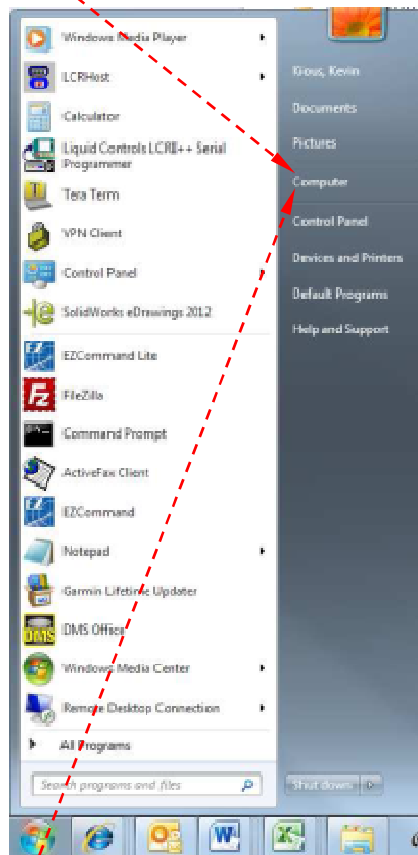 Windows Media Player
LCRHost
Calculator
Liquid Controls LCRI++ Serial
Programmer
Tera Term
VPN Client
Control Panel
SolidWorks eDrawings 2012
EZCommand Lite
FileZilla
Command Prompt
ActiveFax Client
EZCommand
Notepad
Garmin Lifetime Updater
DMS Office
Windows Media Center
Remote Desktop Connection
All Programs
Search programs and files
Kious, Kevin
Documents
Pictures
Computer
Control Panel
Devices and Printers
Default Programs
Help and Support
Shut down